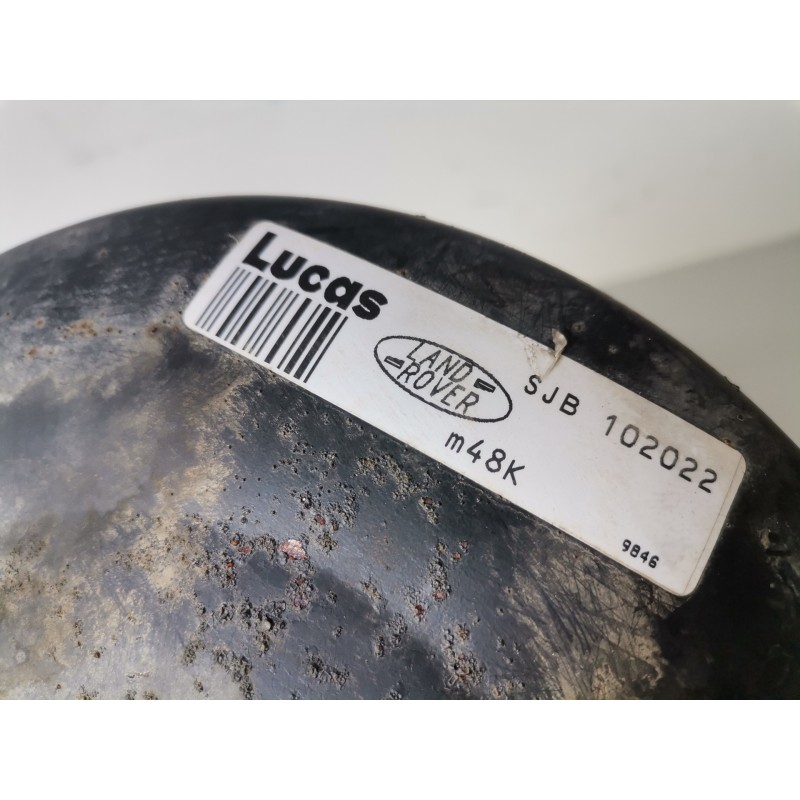 Lucas
LAND
ROVER
SJB 102022
m48K
9846